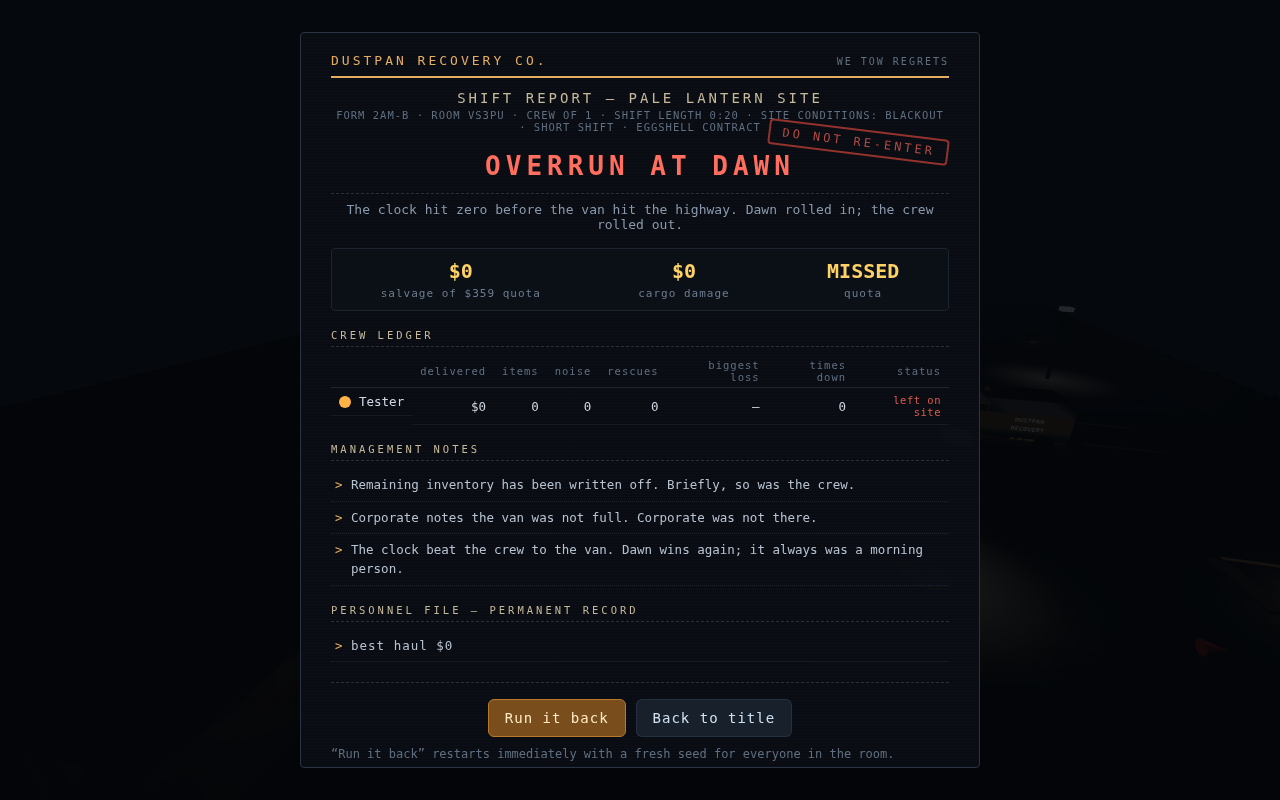 DUSTPAN RECOVERY CO.
WE TOW REGRETS
SHIFT REPORT — PALE LANTERN SITE
FORM 2AM-B · ROOM VS3PU · CREW OF 1 · SHIFT LENGTH 0:20 · SITE CONDITIONS: BLACKOUT
· SHORT SHIFT · EGGSHELL CONTRACT
DO NOT RE-ENTER
OVERRUN AT DAWN
The clock hit zero before the van hit the highway. Dawn rolled in; the crew
rolled out.
$0 $0 MISSED
salvage of $359 quota cargo damage quota
CREW LEDGER
delivered items noise rescues biggest loss times down status
Tester $0 0 0 0 — 0 left on site
MANAGEMENT NOTES
> Remaining inventory has been written off. Briefly, so was the crew.
> Corporate notes the van was not full. Corporate was not there.
> The clock beat the crew to the van. Dawn wins again; it always was a morning
person.
PERSONNEL FILE — PERMANENT RECORD
> best haul $0
Run it back Back to title
“Run it back” restarts immediately with a fresh seed for everyone in the room.
DUSTPAN
RECOVERY